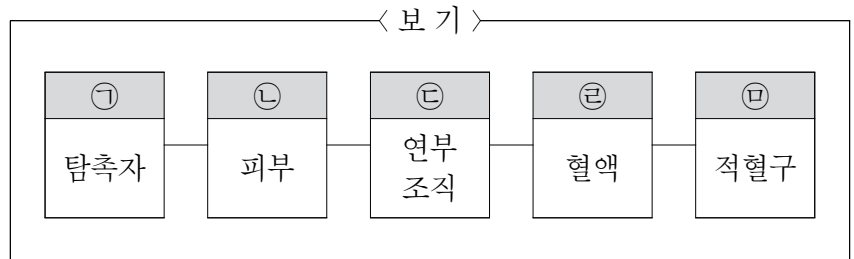 〈 보 기 〉
㉠ ㉡ ㉢ ㉣ ㉤
탐촉자 피부 연부 조직 혈액 적혈구